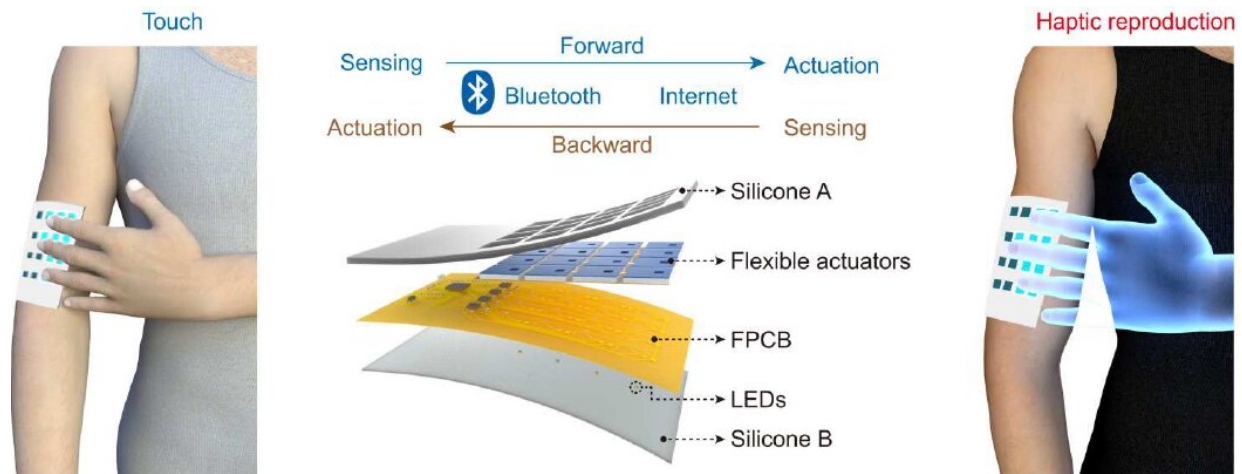 Touch
Haptic reproduction
Forward
Sensing
Actuation
Bluetooth
Internet
Actuation
Sensing
Backward
Silicone A
Flexible actuators
FPCB
LEDs
Silicone B